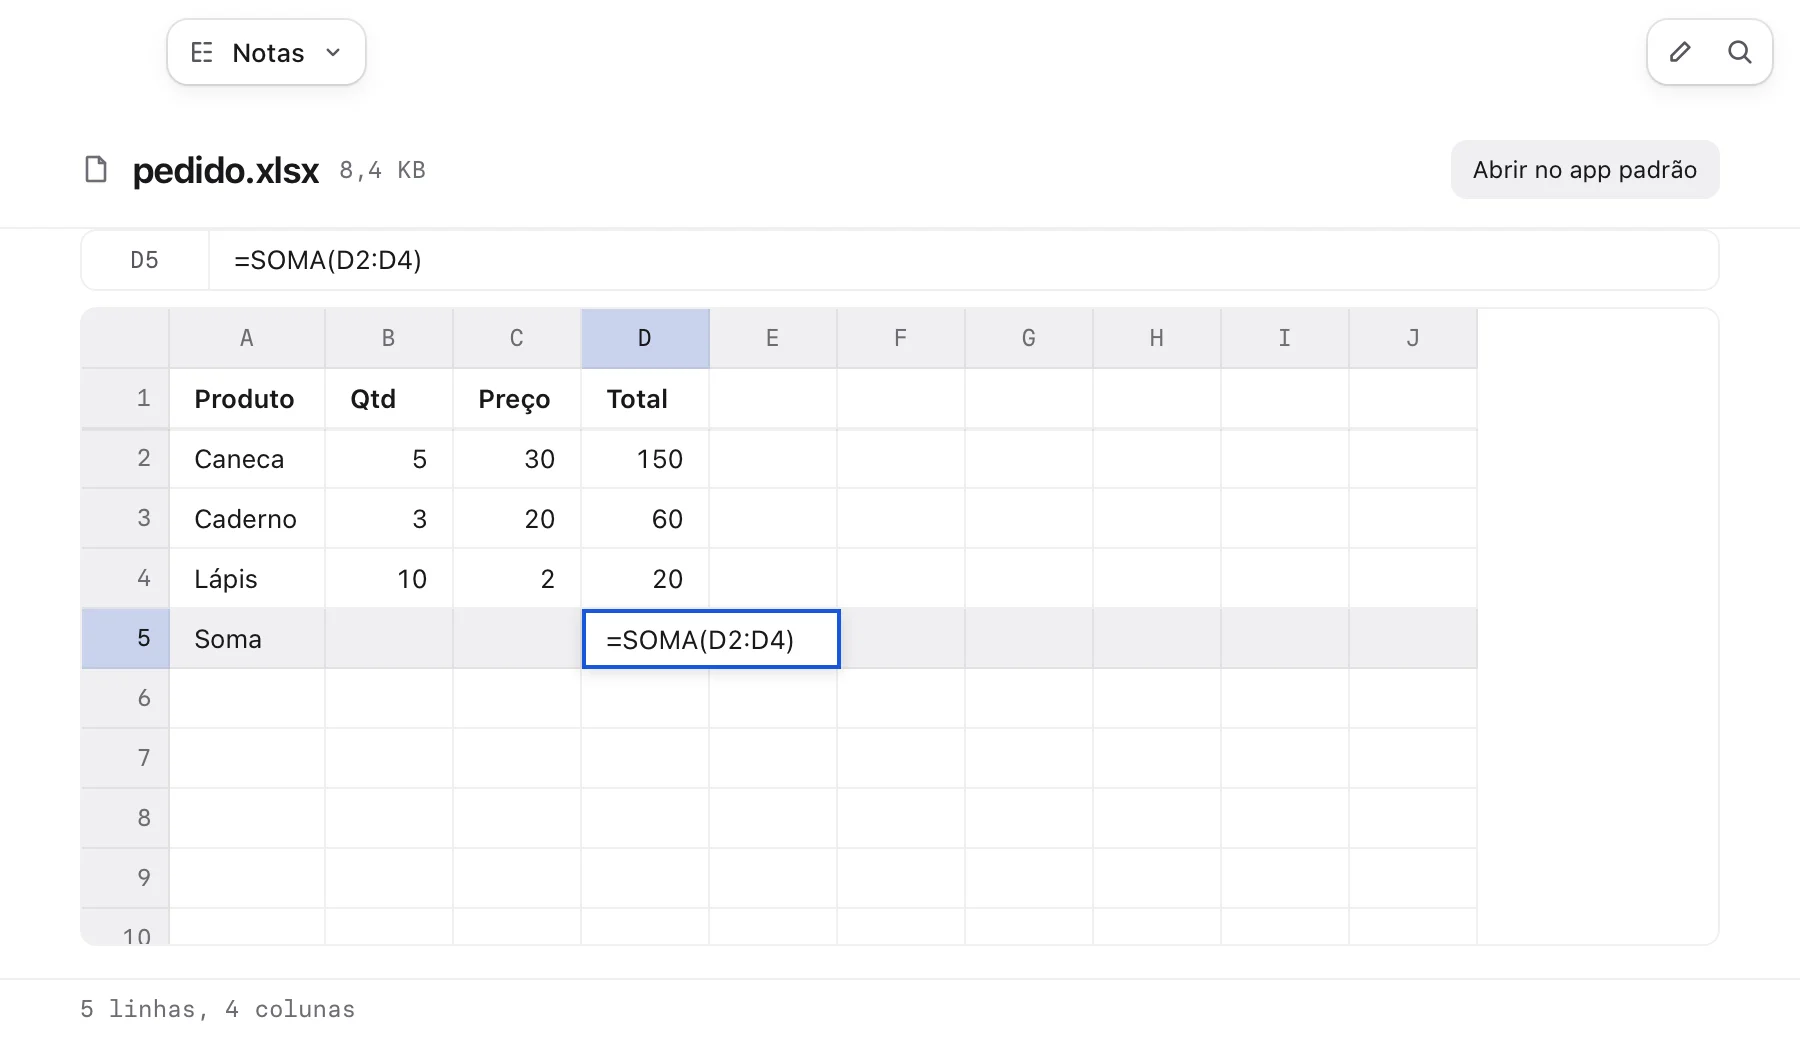 Notas
pedido.xlsx 8,4 KB
Abrir no app padrão
D5 =SOMA(D2:D4)
A B C D E F G H I J
1 Produto Qtd Preço Total
2 Caneca 5 30 150
3 Caderno 3 20 60
4 Lápis 10 2 20
5 Soma =SOMA(D2:D4)
6
7
8
9
10
5 linhas, 4 colunas